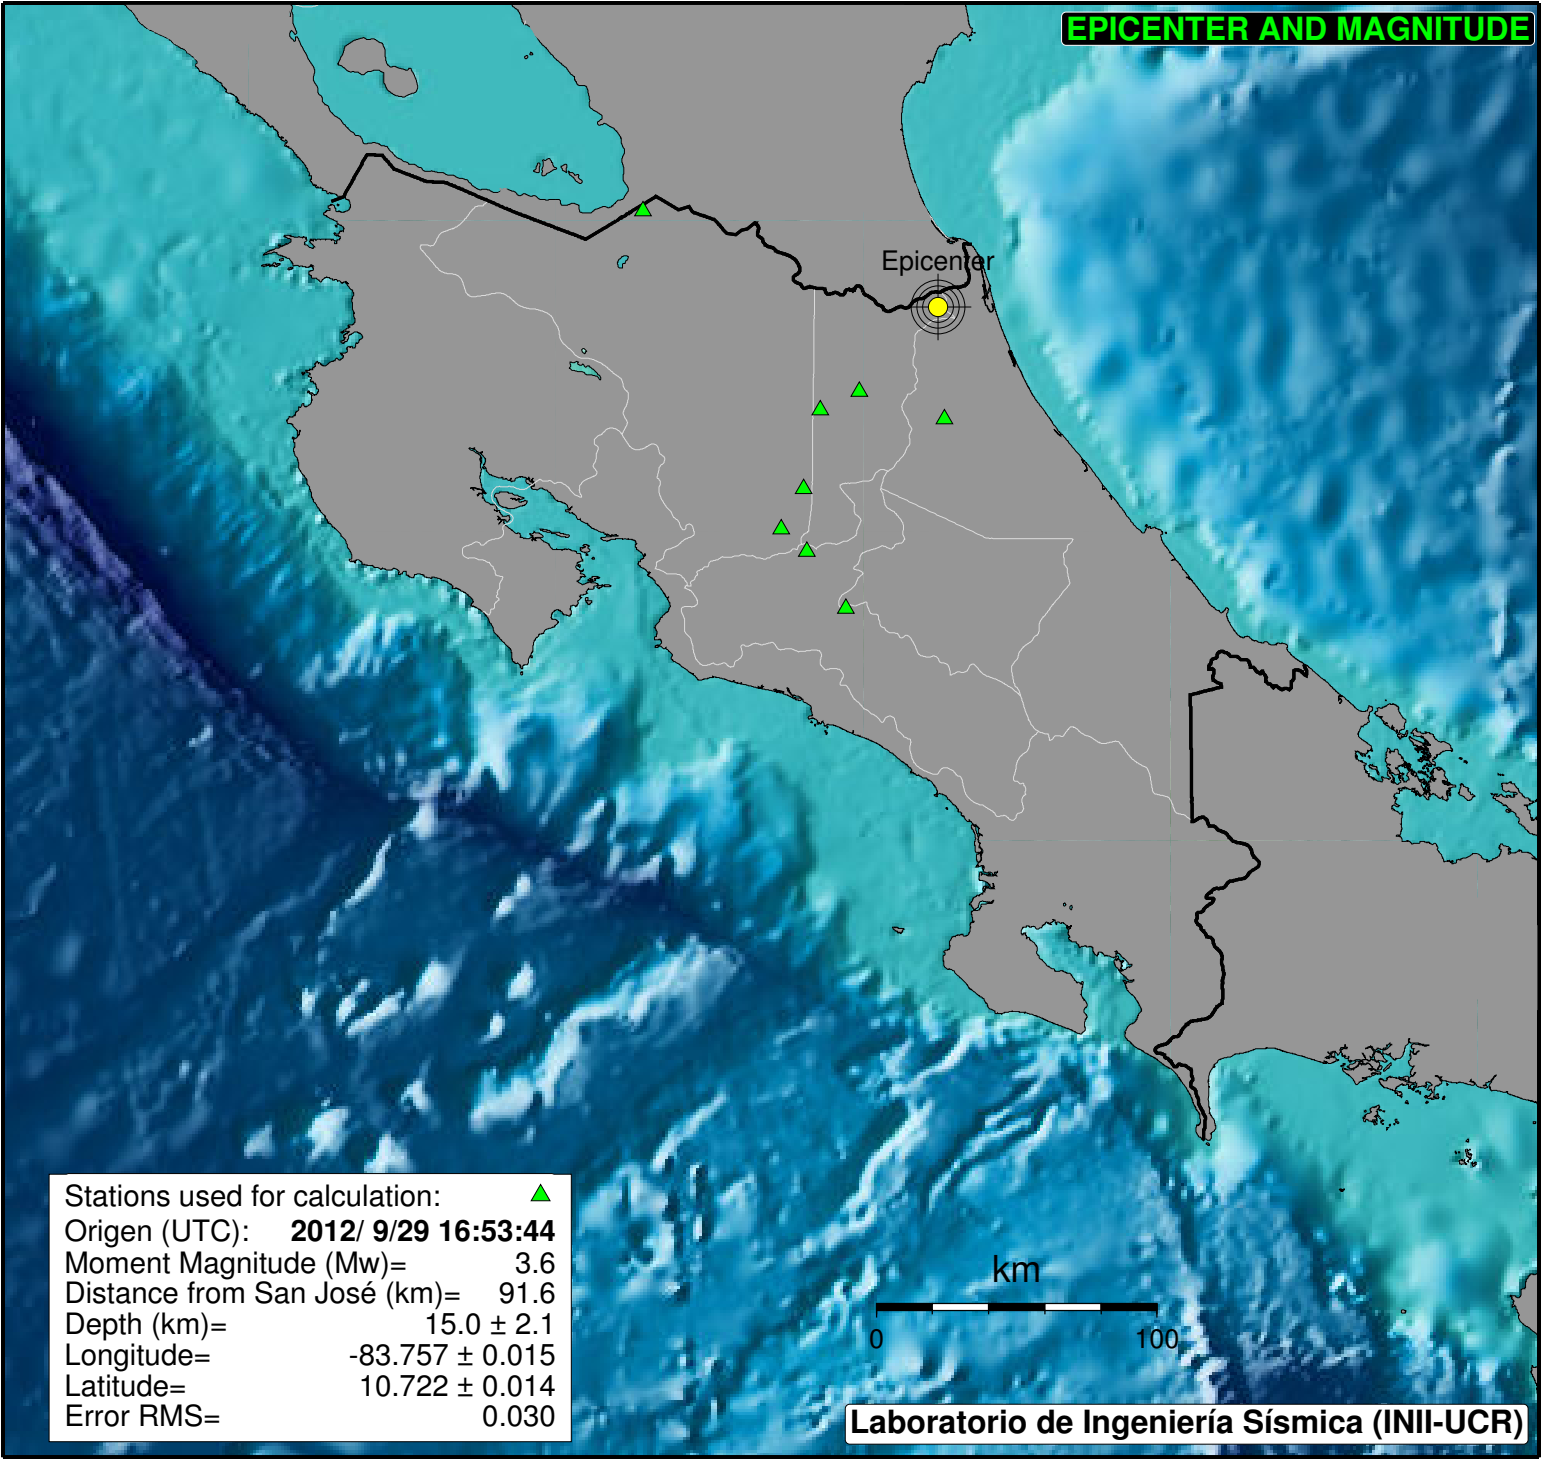 EPICENTER AND MAGNITUDE
Epicenter
Stations used for calculation:
Origen (UTC): 2012/ 9/29 16:53:44
Moment Magnitude (Mw)= 3.6
Distance from San José (km)= 91.6
Depth (km)= 15.0 ± 2.1
Longitude= -83.757 ± 0.015
Latitude= 10.722 ± 0.014
Error RMS= 0.030
km
0 100
Laboratorio de Ingeniería Sísmica (INII-UCR)